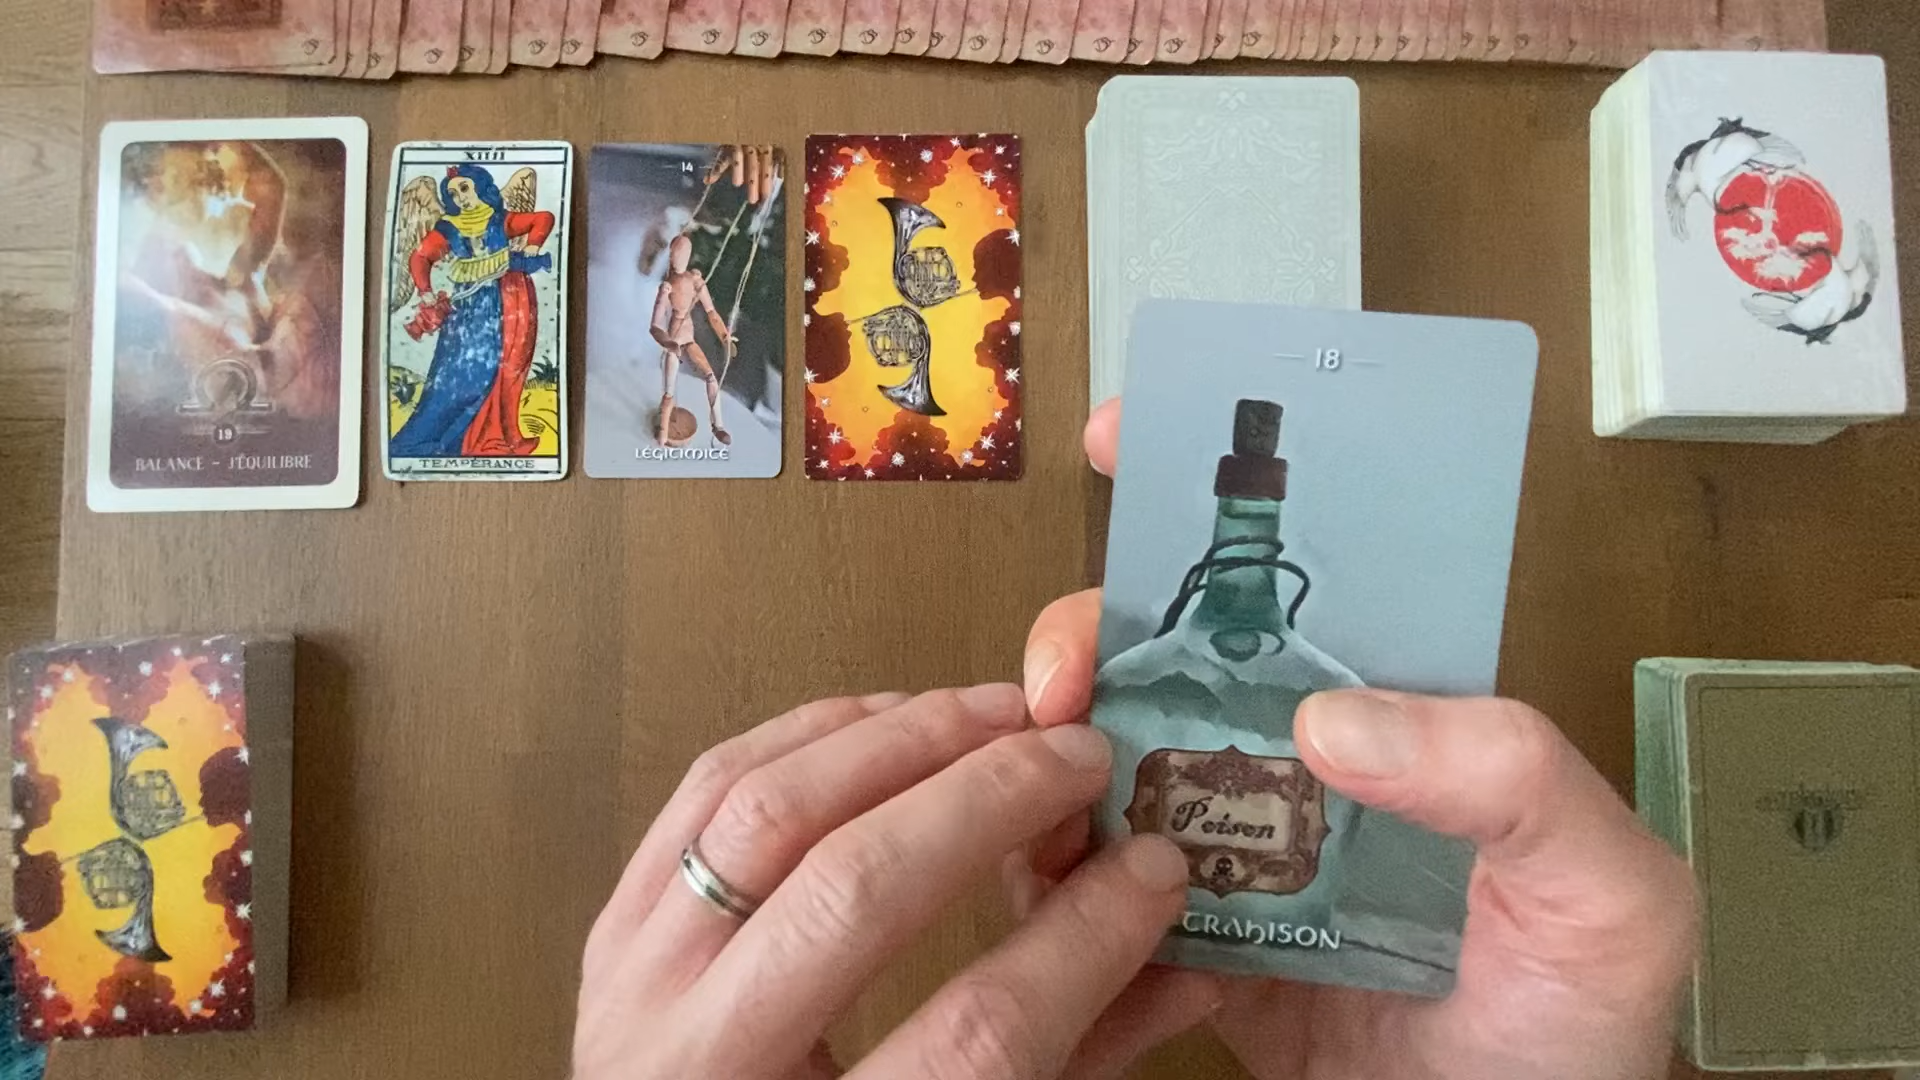 19
BALANCE - J'ÉQUILIBRE
XIIII
TEMPÉRANCE
14
LÉGITIMITÉ
18
Poison
TRAHISON